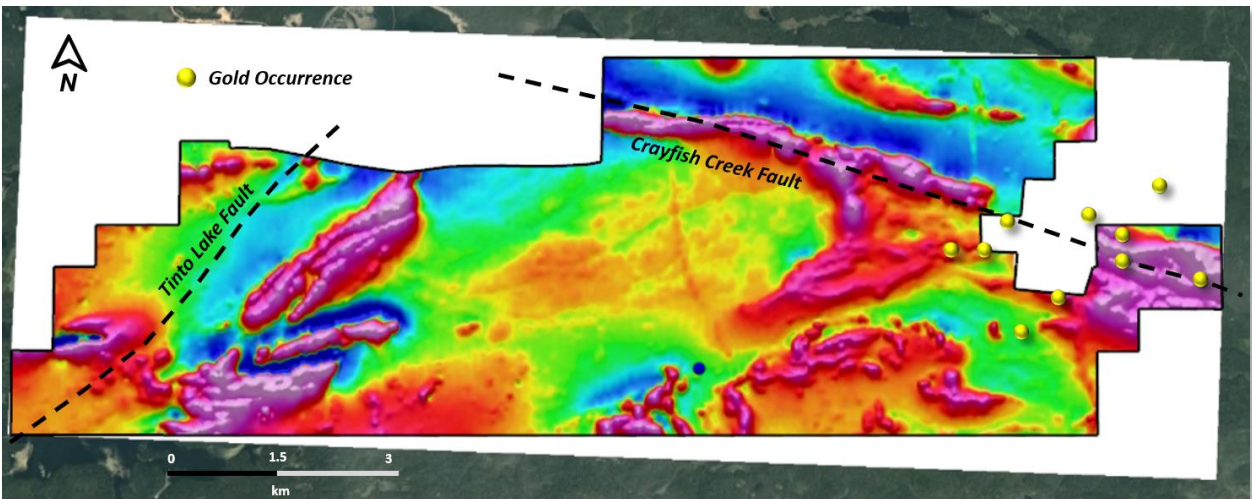 N
Gold Occurrence
Crayfish Creek Fault
Tinto Lake Fault
0 1.5 3
km